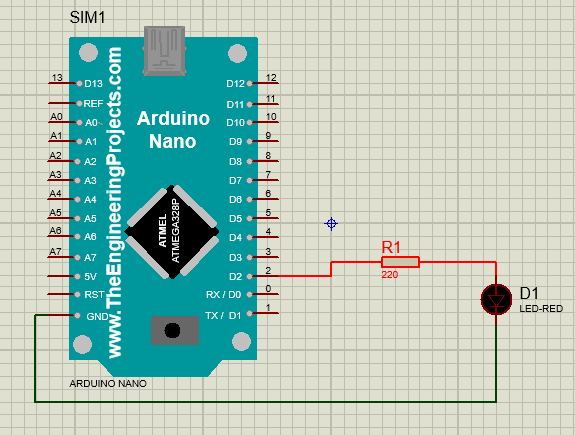 SIM1
www.TheEngineeringProjects.com
Arduino
Nano
ATMEL
ATMEGA328P
13 D13
REF
A0 A0
A1 A1
A2 A2
A3 A3
A4 A4
A5 A5
A6 A6
A7 A7
5V
RST
GND
D12 12
D11 11
D10 10
D9 9
D8 8
D7 7
D6 6
D5 5
D4 4
D3 3
D2 2
RX / D0 0
TX / D1 1
ARDUINO NANO
R1
220
D1
LED-RED